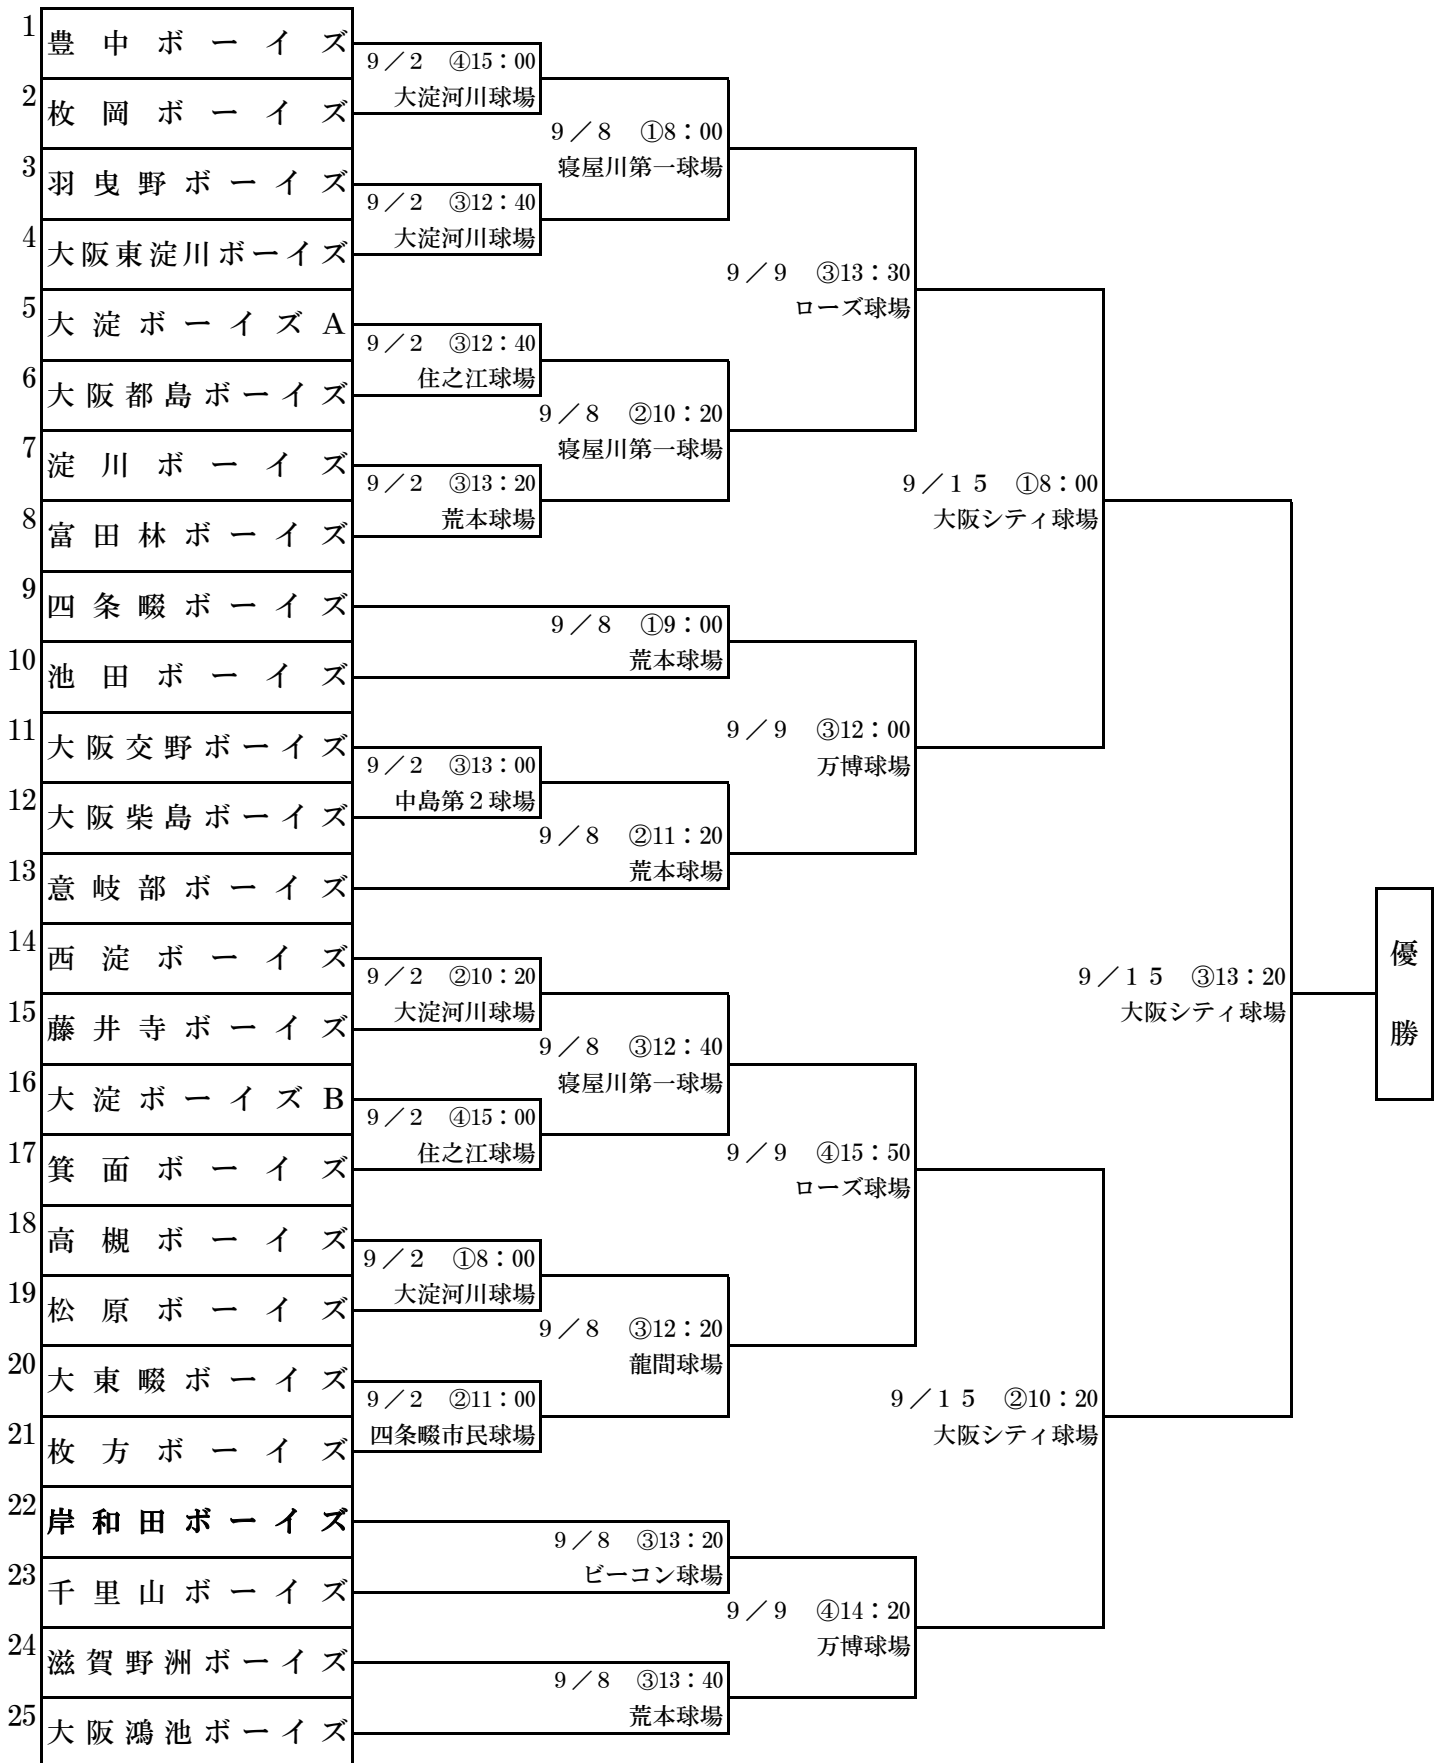 1 豊中ボーイズ
9／2　④15：00
大淀河川球場
2 枚岡ボーイズ
9／8　①8：00
寝屋川第一球場
3 羽曳野ボーイズ
9／2　③12：40
大淀河川球場
4 大阪東淀川ボーイズ
9／9　③13：30
ローズ球場
5 大淀ボーイズA
9／2　③12：40
住之江球場
6 大阪都島ボーイズ
9／8　②10：20
寝屋川第一球場
7 淀川ボーイズ
9／2　③13：20
荒本球場
9／15　①8：00
大阪シティ球場
8 富田林ボーイズ
9 四条畷ボーイズ
9／8　①9：00
荒本球場
10 池田ボーイズ
9／9　③12：00
万博球場
11 大阪交野ボーイズ
9／2　③13：00
中島第２球場
12 大阪柴島ボーイズ
9／8　②11：20
荒本球場
13 意岐部ボーイズ
14 西淀ボーイズ
9／2　②10：20
大淀河川球場
9／15　③13：20
大阪シティ球場
優勝
15 藤井寺ボーイズ
9／8　③12：40
寝屋川第一球場
16 大淀ボーイズB
9／2　④15：00
住之江球場
17 箕面ボーイズ
9／9　④15：50
ローズ球場
18 高槻ボーイズ
9／2　①8：00
大淀河川球場
19 松原ボーイズ
9／8　③12：20
龍間球場
20 大東畷ボーイズ
9／2　②11：00
四条畷市民球場
9／15　②10：20
大阪シティ球場
21 枚方ボーイズ
22 岸和田ボーイズ
9／8　③13：20
ビーコン球場
23 千里山ボーイズ
9／9　④14：20
万博球場
24 滋賀野洲ボーイズ
9／8　③13：40
荒本球場
25 大阪鴻池ボーイズ